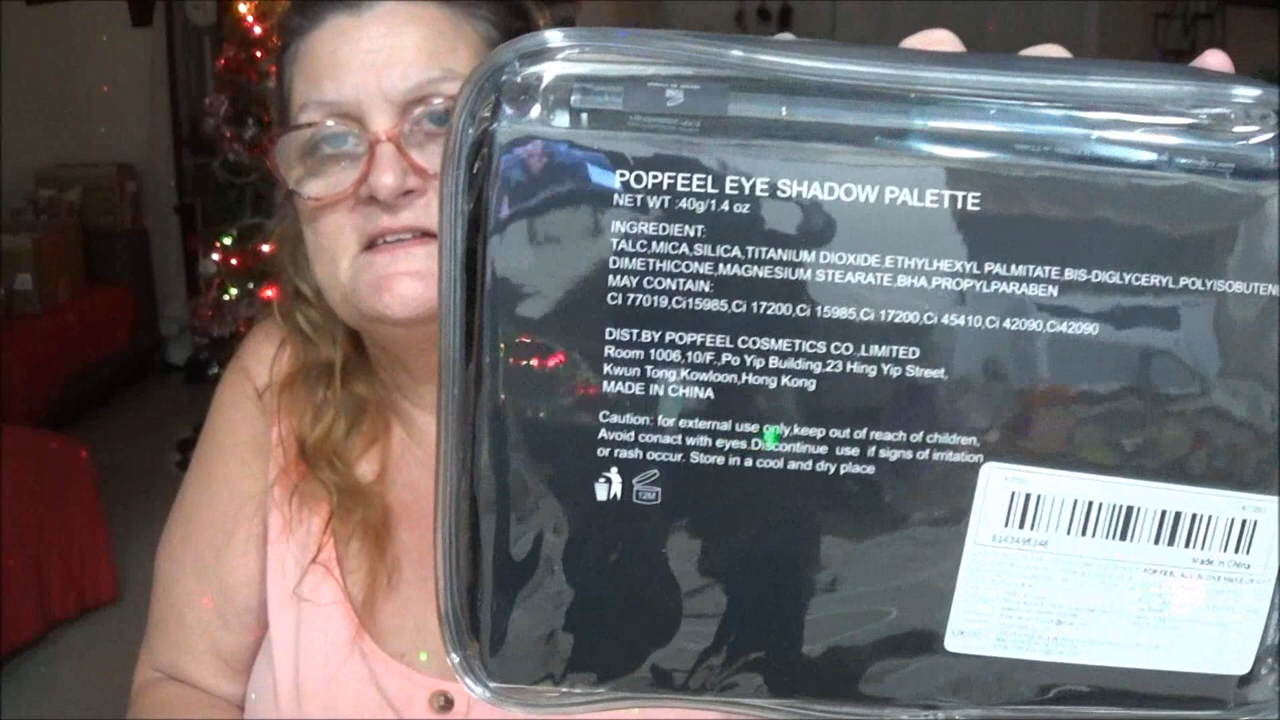 POPFEEL EYE SHADOW PALETTE
NET WT :40g/1.4 oz
INGREDIENT:
TALC,MICA,SILICA,TITANIUM DIOXIDE,ETHYLHEXYL PALMITATE,BIS-DIGLYCERYL,POLYISOBUTEN
DIMETHICONE,MAGNESIUM STEARATE,BHA,PROPYLPARABEN
MAY CONTAIN:
CI 77019,Ci15985,Ci 17200,Ci 15985,Ci 17200,Ci 45410,Ci 42090,Ci42090
DIST.BY POPFEEL COSMETICS CO.,LIMITED
Room 1006,10/F.,Po Yip Building,23 Hing Yip Street,
Kwun Tong,Kowloon,Hong Kong
MADE IN CHINA
Caution: for external use only,keep out of reach of children,
Avoid conact with eyes.Discontinue use if signs of irritation
or rash occur. Store in a cool and dry place
12M
Made in China